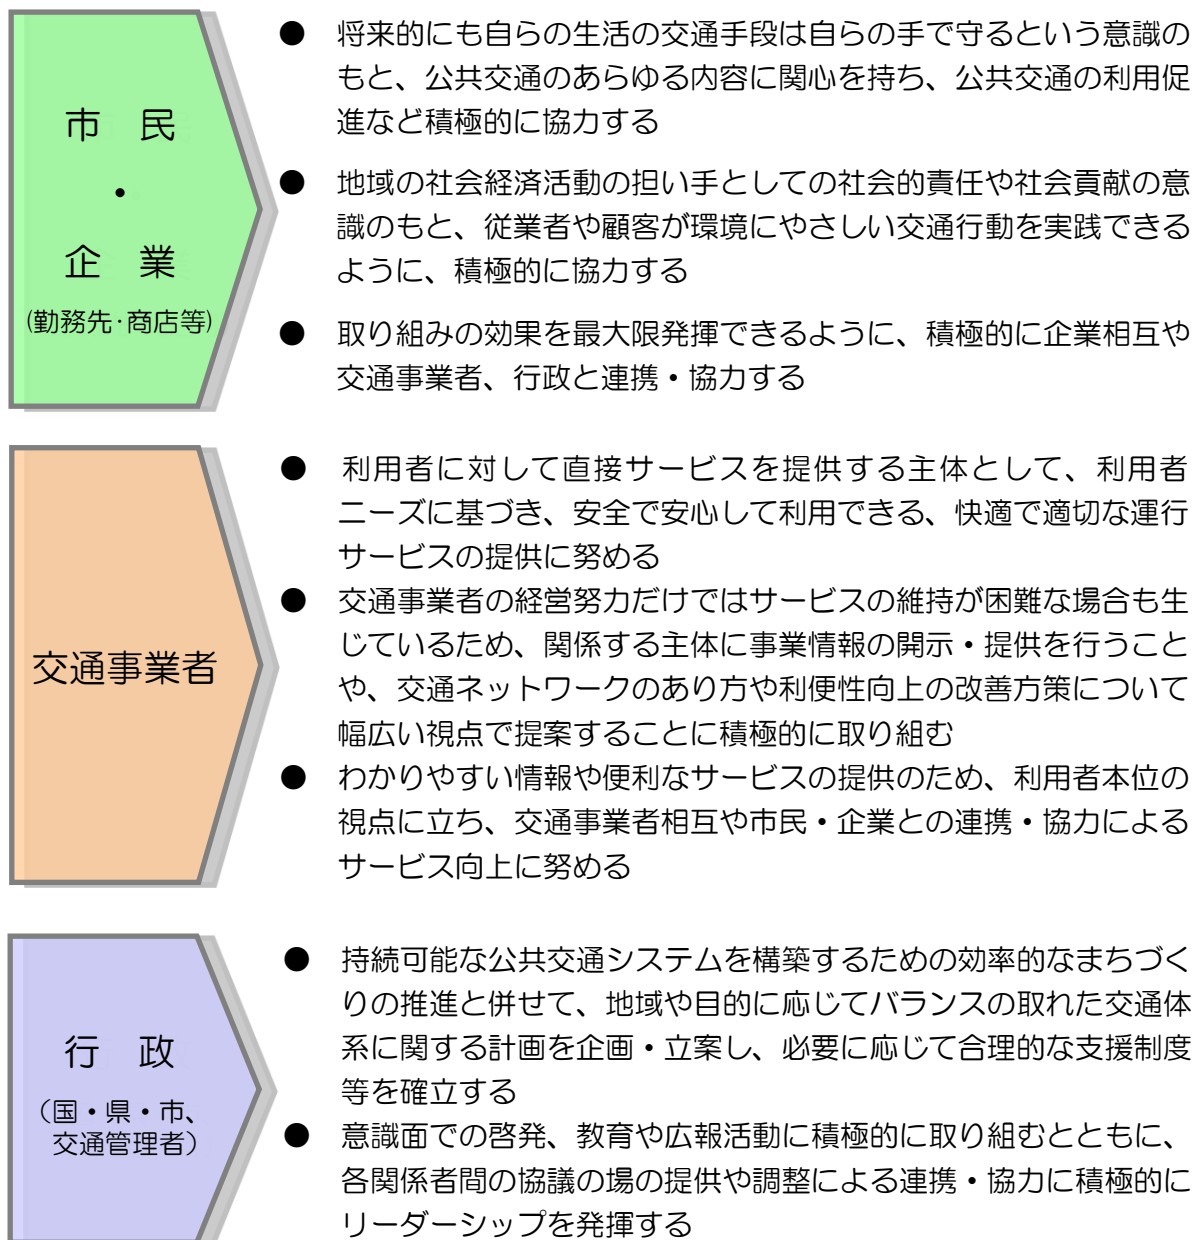 市　民
・
企　業
(勤務先･商店等)
●　将来的にも自らの生活の交通手段は自らの手で守るという意識の
もと、公共交通のあらゆる内容に関心を持ち、公共交通の利用促
進など積極的に協力する
●　地域の社会経済活動の担い手としての社会的責任や社会貢献の意
識のもと、従業者や顧客が環境にやさしい交通行動を実践できる
ように、積極的に協力する
●　取り組みの効果を最大限発揮できるように、積極的に企業相互や
交通事業者、行政と連携・協力する
交通事業者
●　利用者に対して直接サービスを提供する主体として、利用者
ニーズに基づき、安全で安心して利用できる、快適で適切な運行
サービスの提供に努める
●　交通事業者の経営努力だけではサービスの維持が困難な場合も生
じているため、関係する主体に事業情報の開示・提供を行うこと
や、交通ネットワークのあり方や利便性向上の改善方策について
幅広い視点で提案することに積極的に取り組む
●　わかりやすい情報や便利なサービスの提供のため、利用者本位の
視点に立ち、交通事業者相互や市民・企業との連携・協力による
サービス向上に努める
行　政
（国・県・市、
交通管理者）
●　持続可能な公共交通システムを構築するための効率的なまちづく
りの推進と併せて、地域や目的に応じてバランスの取れた交通体
系に関する計画を企画・立案し、必要に応じて合理的な支援制度
等を確立する
●　意識面での啓発、教育や広報活動に積極的に取り組むとともに、
各関係者間の協議の場の提供や調整による連携・協力に積極的に
リーダーシップを発揮する